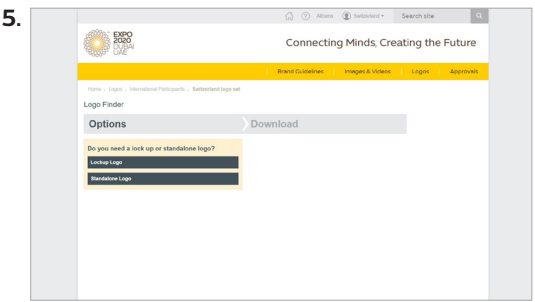 5.
Albums Switzerland Search site
EXPO
2020
DUBAI
UAE
Connecting Minds, Creating the Future
Brand Guidelines Images & Videos Logos Approvals
Home Logos International Participants Switzerland logo set
Logo Finder
Options Download
Do you need a lock up or standalone logo?
Lockup Logo
Standalone Logo